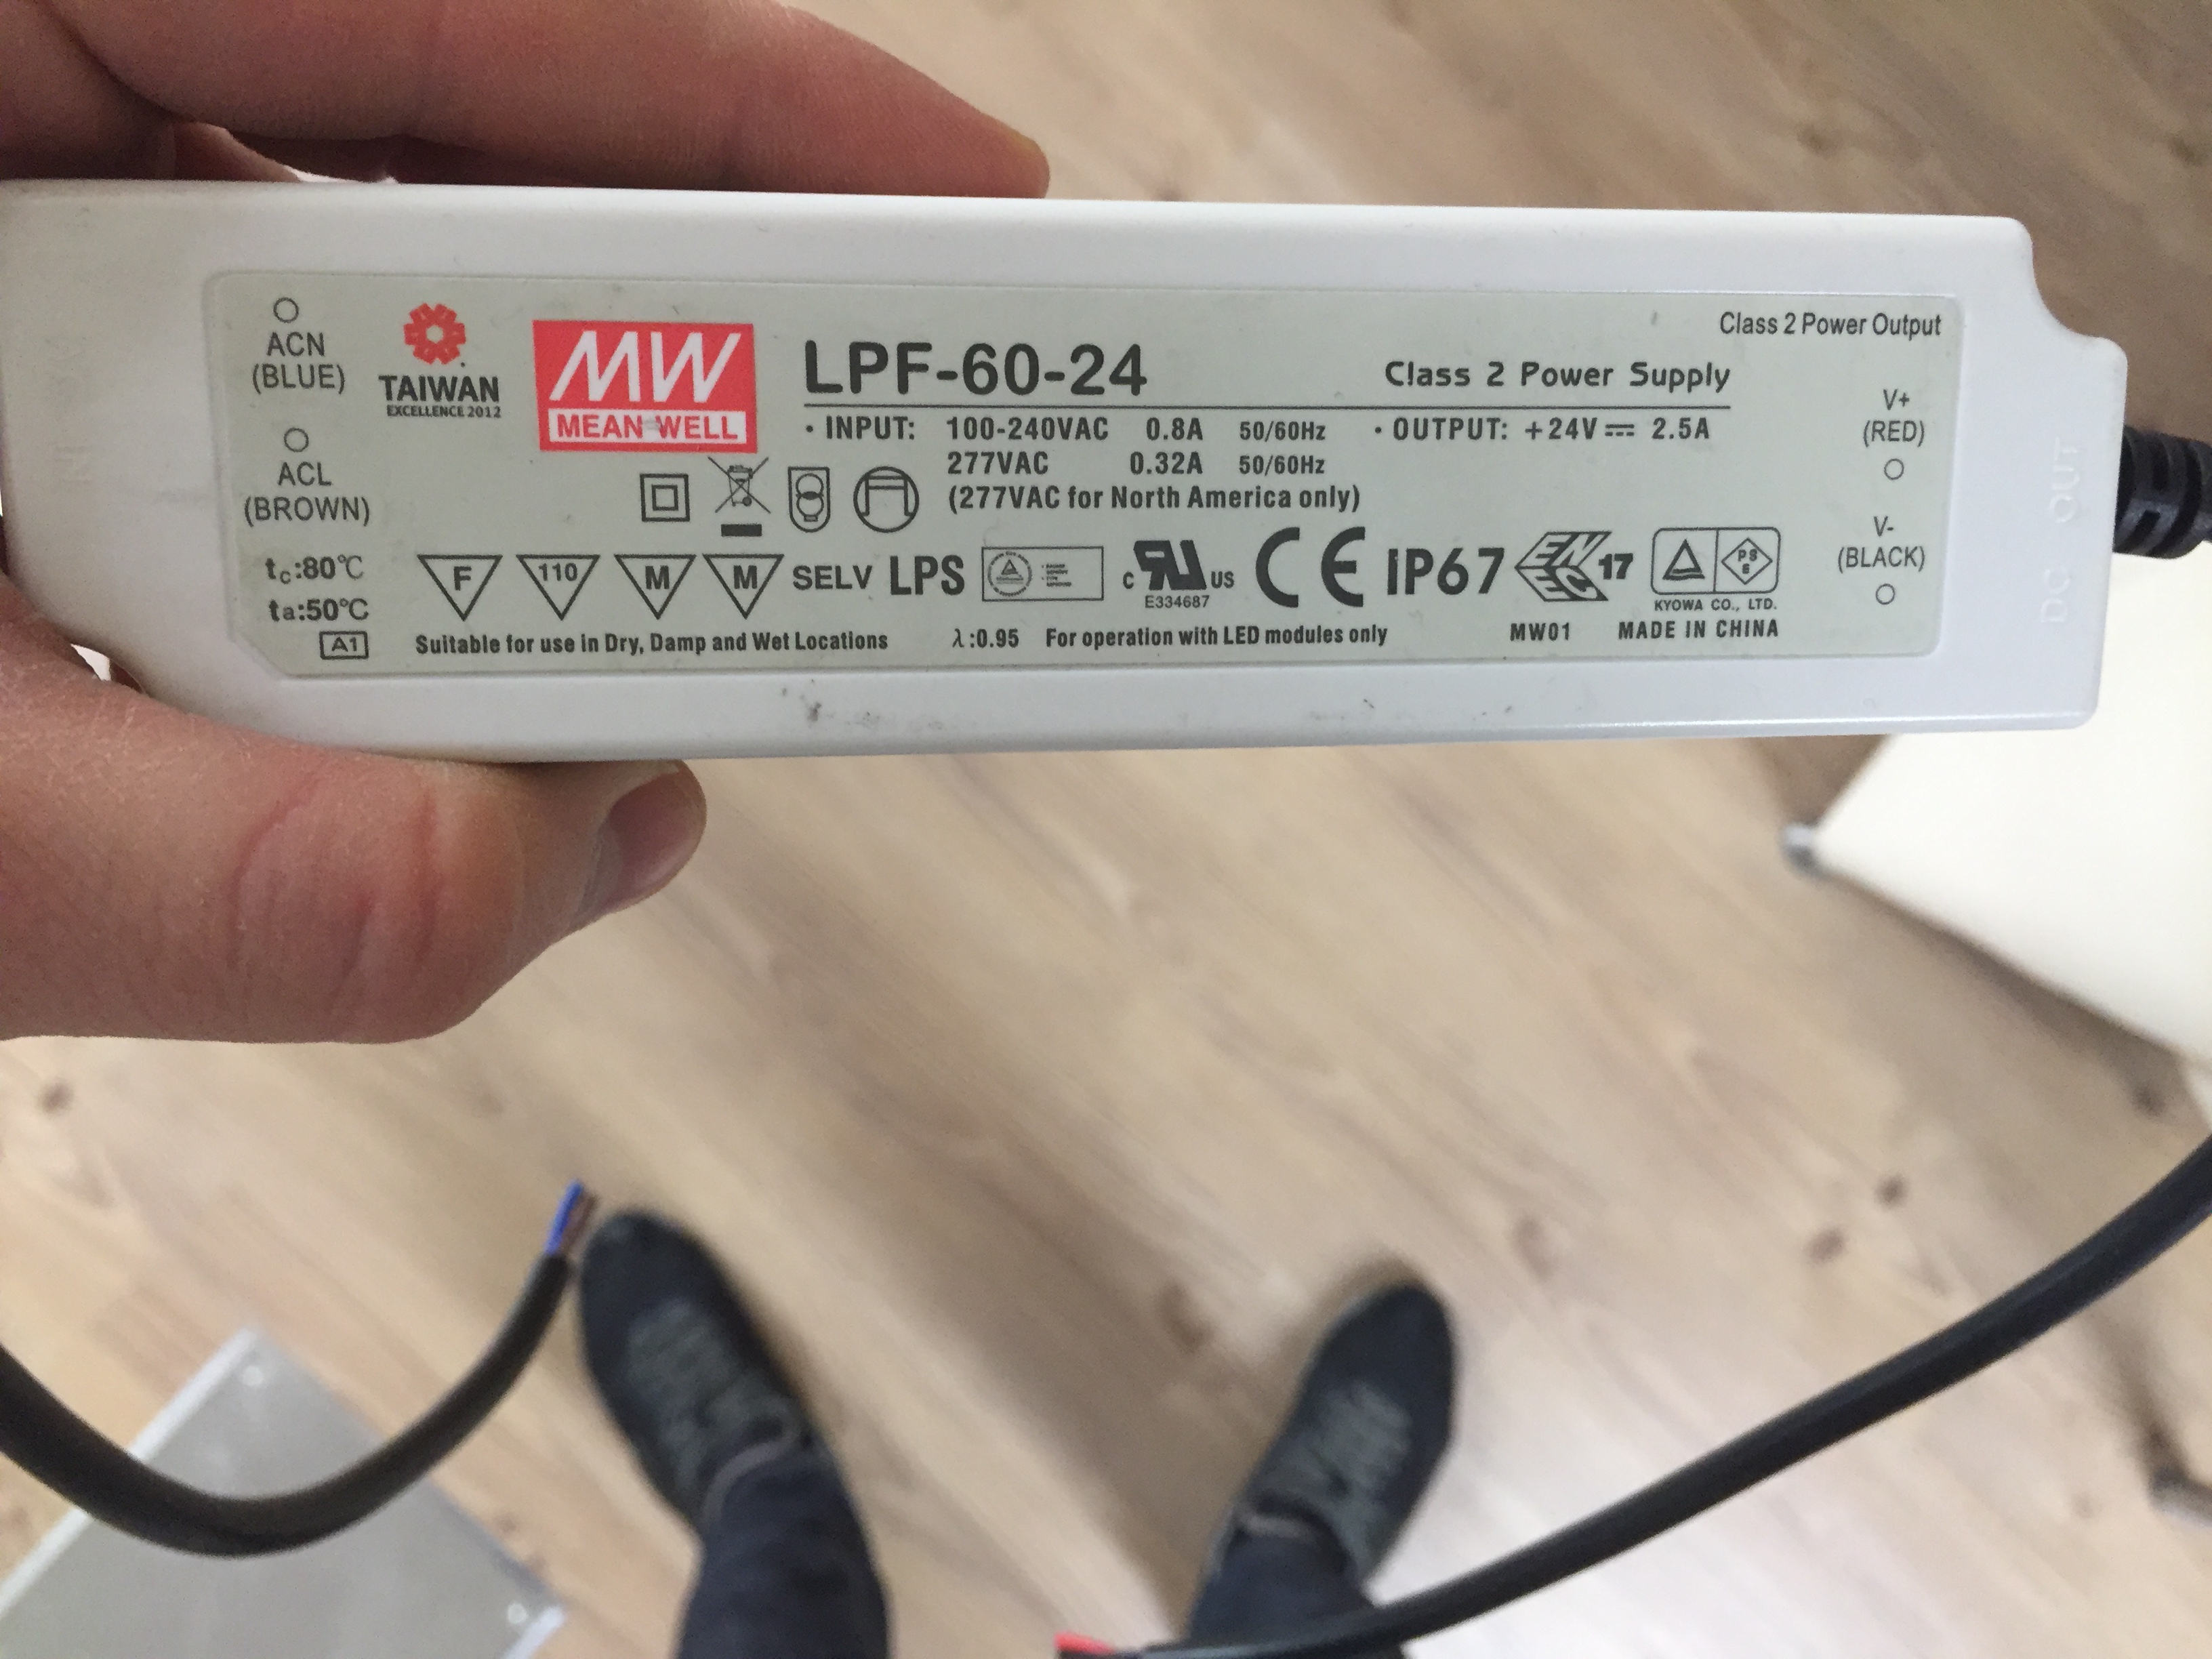 Class 2 Power Output
ACN
(BLUE)
ACL
(BROWN)
tc:80℃
ta:50℃
A1
TAIWAN
EXCELLENCE 2012
MW
MEAN WELL
LPF-60-24
Class 2 Power Supply
· INPUT: 100-240VAC 0.8A 50/60Hz
277VAC 0.32A 50/60Hz
(277VAC for North America only)
· OUTPUT: +24V⎓ 2.5A
F 110 M M SELV LPS
c RU US
E334687
CE IP67
ENEC 17
PS E
KYOWA CO., LTD.
Suitable for use in Dry, Damp and Wet Locations
λ:0.95 For operation with LED modules only
MW01 MADE IN CHINA
V+
(RED)
V-
(BLACK)
DC OUT